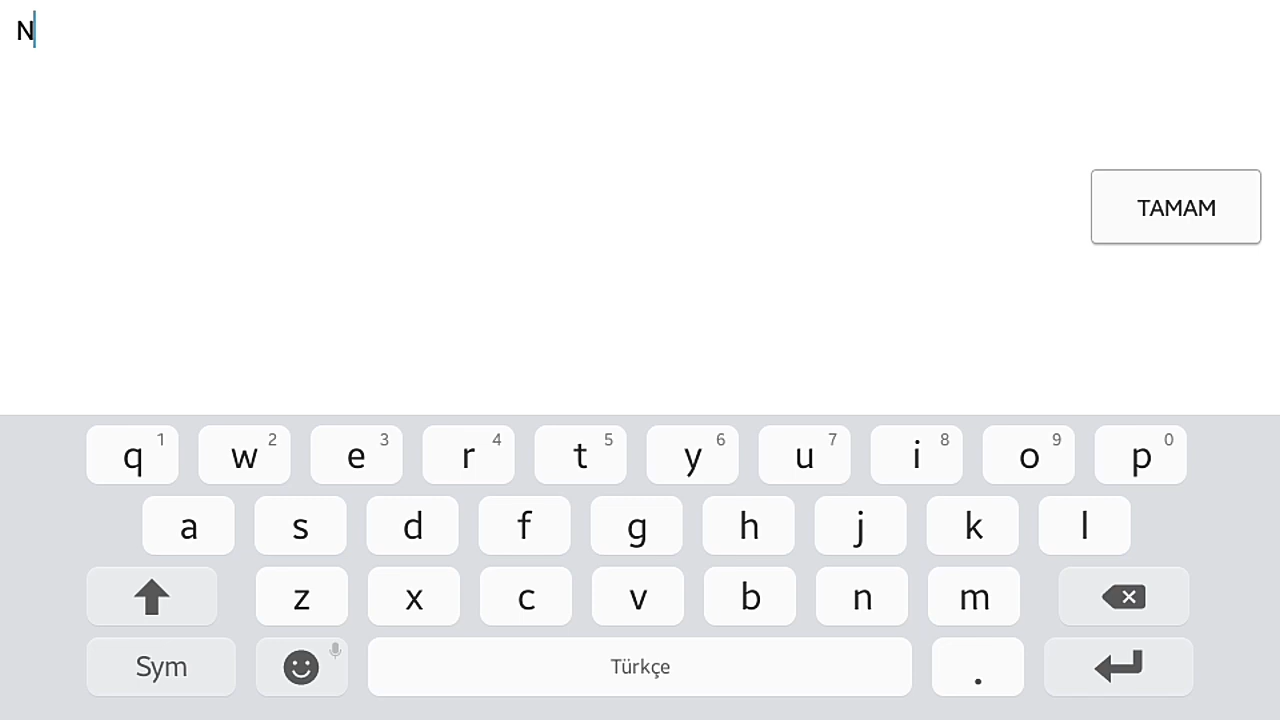 N
TAMAM
q 1 w 2 e 3 r 4 t 5 y 6 u 7 i 8 o 9 p 0
a s d f g h j k l
z x c v b n m
Sym Türkçe .